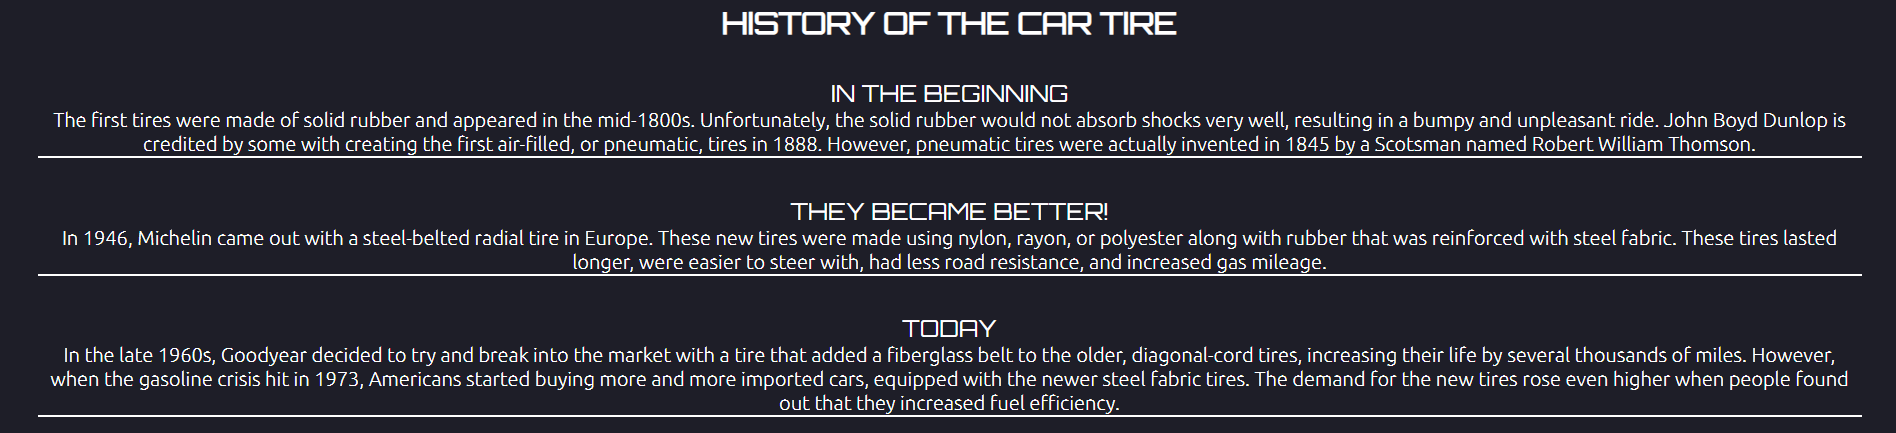 HISTORY OF THE CAR TIRE
IN THE BEGINNING
The first tires were made of solid rubber and appeared in the mid-1800s. Unfortunately, the solid rubber would not absorb shocks very well, resulting in a bumpy and unpleasant ride. John Boyd Dunlop is
credited by some with creating the first air-filled, or pneumatic, tires in 1888. However, pneumatic tires were actually invented in 1845 by a Scotsman named Robert William Thomson.
THEY BECAME BETTER!
In 1946, Michelin came out with a steel-belted radial tire in Europe. These new tires were made using nylon, rayon, or polyester along with rubber that was reinforced with steel fabric. These tires lasted
longer, were easier to steer with, had less road resistance, and increased gas mileage.
TODAY
In the late 1960s, Goodyear decided to try and break into the market with a tire that added a fiberglass belt to the older, diagonal-cord tires, increasing their life by several thousands of miles. However,
when the gasoline crisis hit in 1973, Americans started buying more and more imported cars, equipped with the newer steel fabric tires. The demand for the new tires rose even higher when people found
out that they increased fuel efficiency.